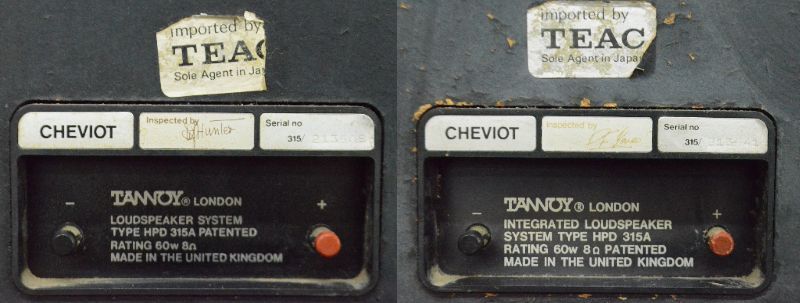 imported by
TEAC
Sole Agent in Ja
CHEVIOT
Inspected by
Serial no
315/
TANNOY® LONDON
LOUDSPEAKER SYSTEM
TYPE HPD 315A PATENTED
RATING 60w 8Ω
MADE IN THE UNITED KINGDOM
imported by
TEAC
Sole Agent in Japa
CHEVIOT
Inspected by
Serial no
315/
TANNOY® LONDON
INTEGRATED LOUDSPEAKER
SYSTEM TYPE HPD 315A
RATING 60w 8Ω PATENTED
MADE IN THE UNITED KINGDOM